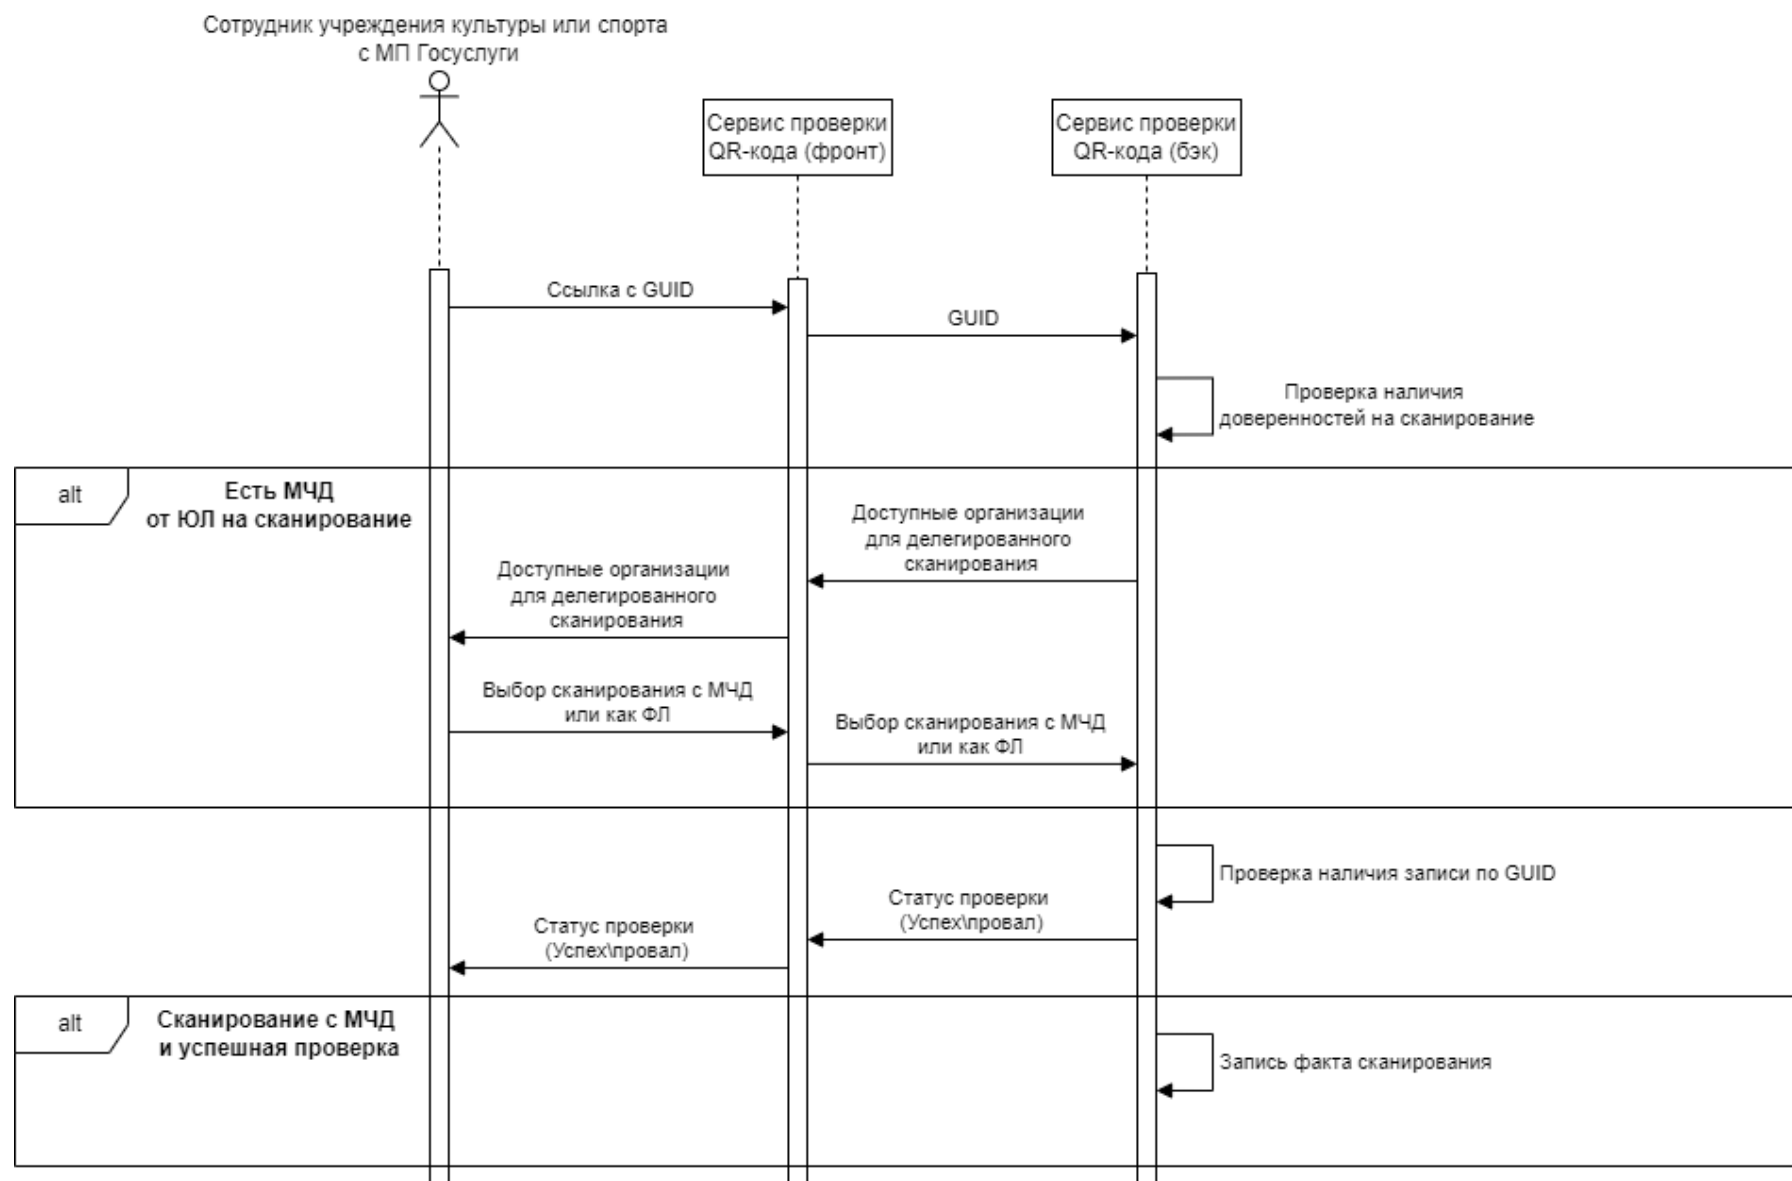 Сотрудник учреждения культуры или спорта
с МП Госуслуги
Сервис проверки
QR-кода (фронт)
Сервис проверки
QR-кода (бэк)
Ссылка с GUID
GUID
Проверка наличия
доверенностей на сканирование
alt
Есть МЧД
от ЮЛ на сканирование
Доступные организации
для делегированного
сканирования
Доступные организации
для делегированного
сканирования
Выбор сканирования с МЧД
или как ФЛ
Выбор сканирования с МЧД
или как ФЛ
Проверка наличия записи по GUID
Статус проверки
(Успех\провал)
Статус проверки
(Успех\провал)
alt
Сканирование с МЧД
и успешная проверка
Запись факта сканирования